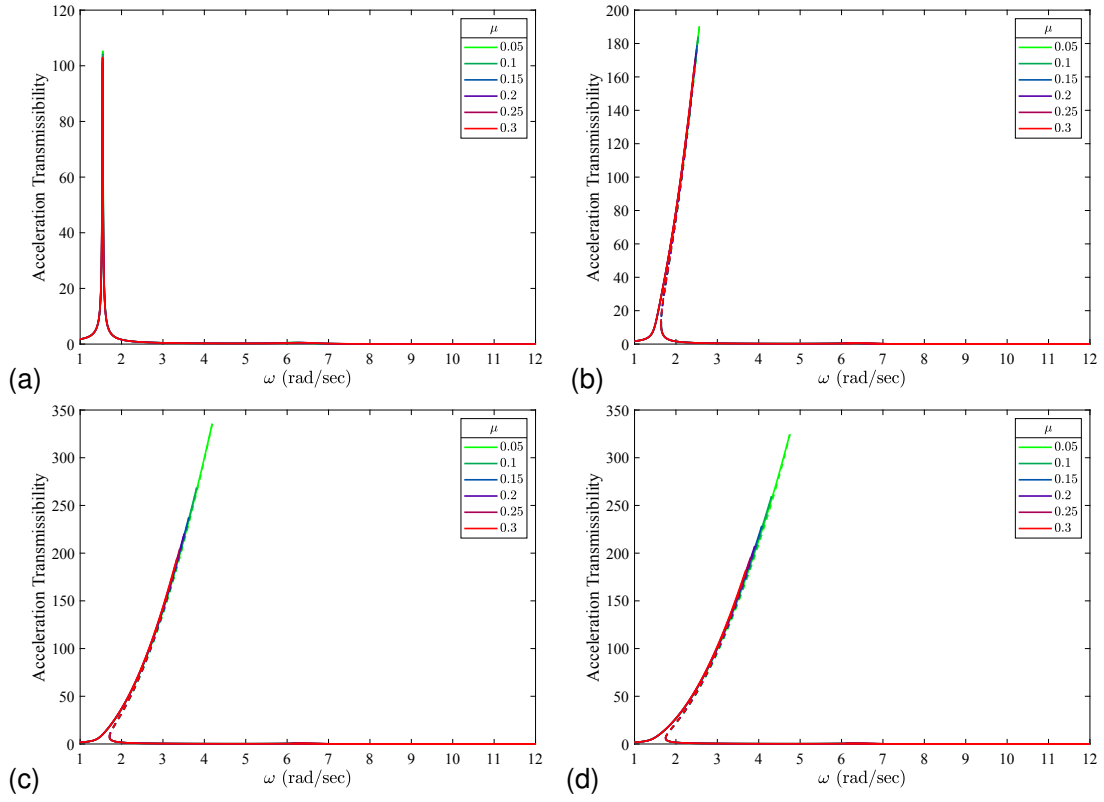 120
100
80
60
40
20
0
Acceleration Transmissibility
μ
0.05
0.1
0.15
0.2
0.25
0.3
1 2 3 4 5 6 7 8 9 10 11 12
ω (rad/sec)
(a)
200
180
160
140
120
100
80
60
40
20
0
Acceleration Transmissibility
μ
0.05
0.1
0.15
0.2
0.25
0.3
1 2 3 4 5 6 7 8 9 10 11 12
ω (rad/sec)
(b)
350
300
250
200
150
100
50
0
Acceleration Transmissibility
μ
0.05
0.1
0.15
0.2
0.25
0.3
1 2 3 4 5 6 7 8 9 10 11 12
ω (rad/sec)
(c)
350
300
250
200
150
100
50
0
Acceleration Transmissibility
μ
0.05
0.1
0.15
0.2
0.25
0.3
1 2 3 4 5 6 7 8 9 10 11 12
ω (rad/sec)
(d)